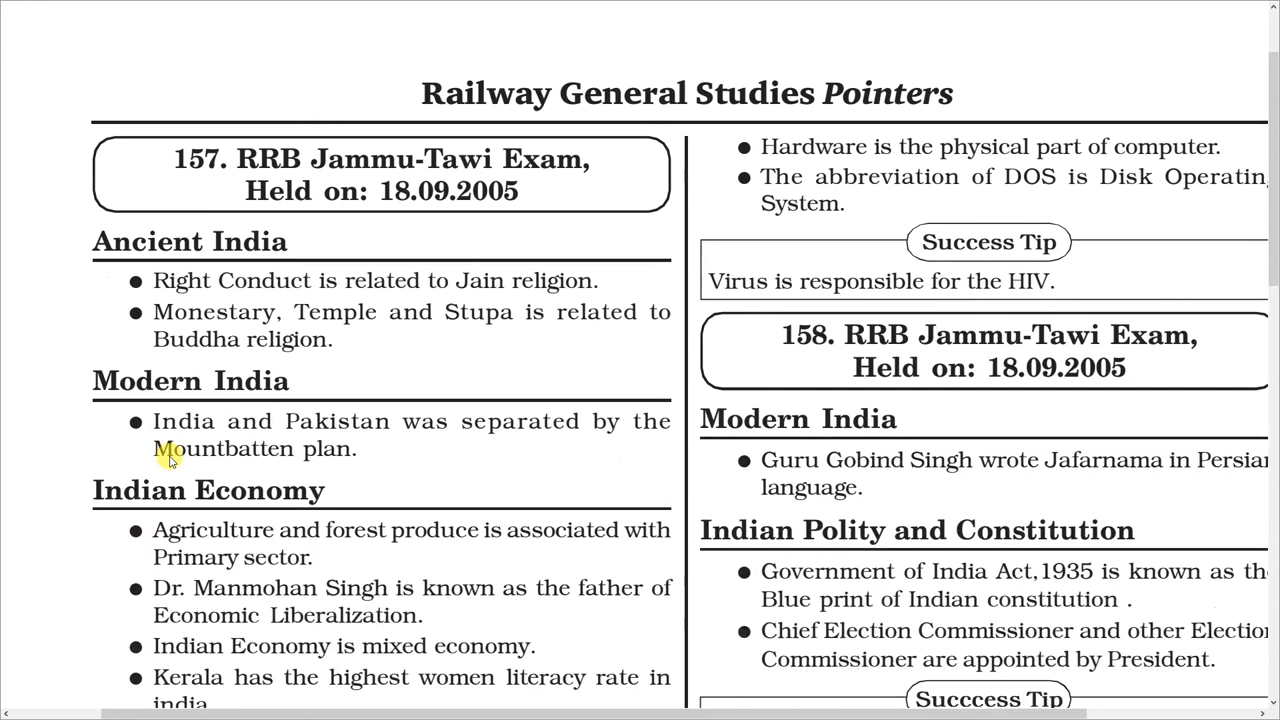 Railway General Studies Pointers
157. RRB Jammu-Tawi Exam,
Held on: 18.09.2005
Ancient India
● Right Conduct is related to Jain religion.
● Monestary, Temple and Stupa is related to
Buddha religion.
Modern India
● India and Pakistan was separated by the
Mountbatten plan.
Indian Economy
● Agriculture and forest produce is associated with
Primary sector.
● Dr. Manmohan Singh is known as the father of
Economic Liberalization.
● Indian Economy is mixed economy.
● Kerala has the highest women literacy rate in
india
● Hardware is the physical part of computer.
● The abbreviation of DOS is Disk Operatin
System.
Success Tip
Virus is responsible for the HIV.
158. RRB Jammu-Tawi Exam,
Held on: 18.09.2005
Modern India
● Guru Gobind Singh wrote Jafarnama in Persian
language.
Indian Polity and Constitution
● Government of India Act,1935 is known as the
Blue print of Indian constitution .
● Chief Election Commissioner and other Election
Commissioner are appointed by President.
Succcess Tip